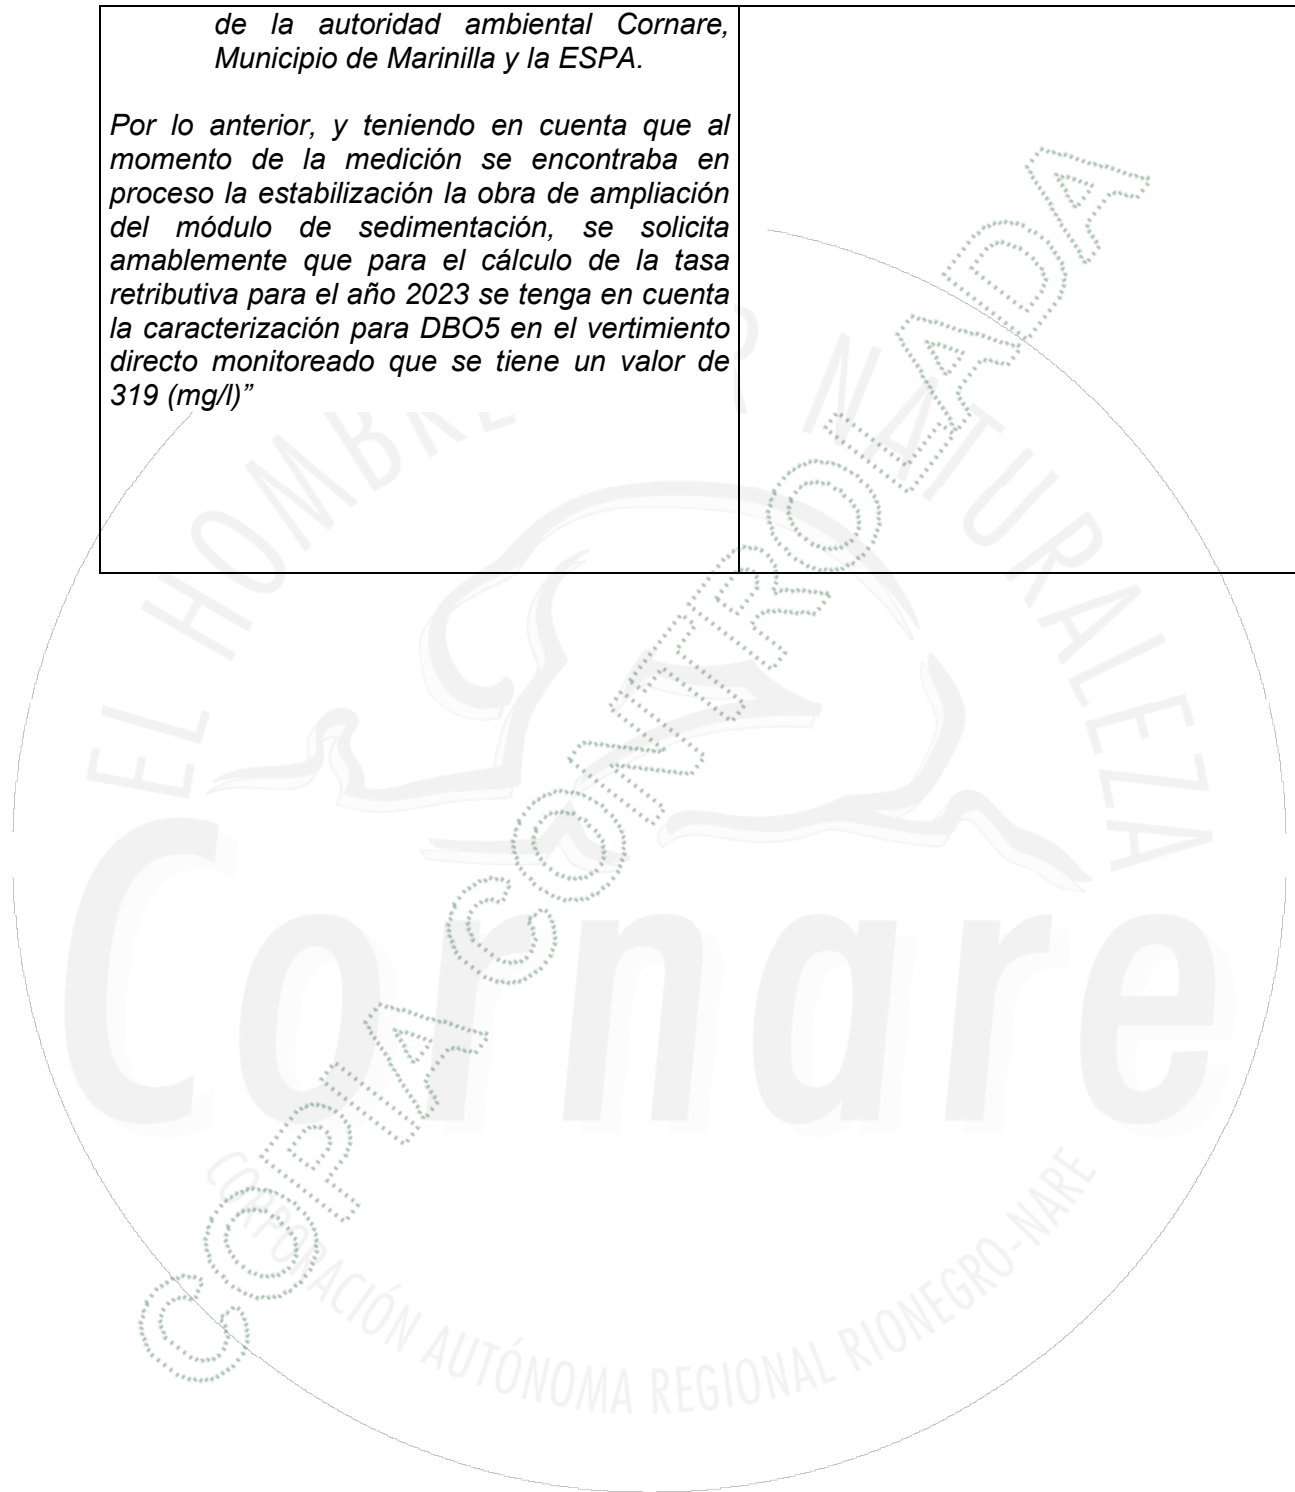 de la autoridad ambiental Cornare,
Municipio de Marinilla y la ESPA.
Por lo anterior, y teniendo en cuenta que al
momento de la medición se encontraba en
proceso la estabilización la obra de ampliación
del módulo de sedimentación, se solicita
amablemente que para el cálculo de la tasa
retributiva para el año 2023 se tenga en cuenta
la caracterización para DBO5 en el vertimiento
directo monitoreado que se tiene un valor de
319 (mg/l)”
COPIA CONTROLADA
EL HOMBRE NATURALEZA
Cornare
CORPORACIÓN AUTÓNOMA REGIONAL RIONEGRO-NARE